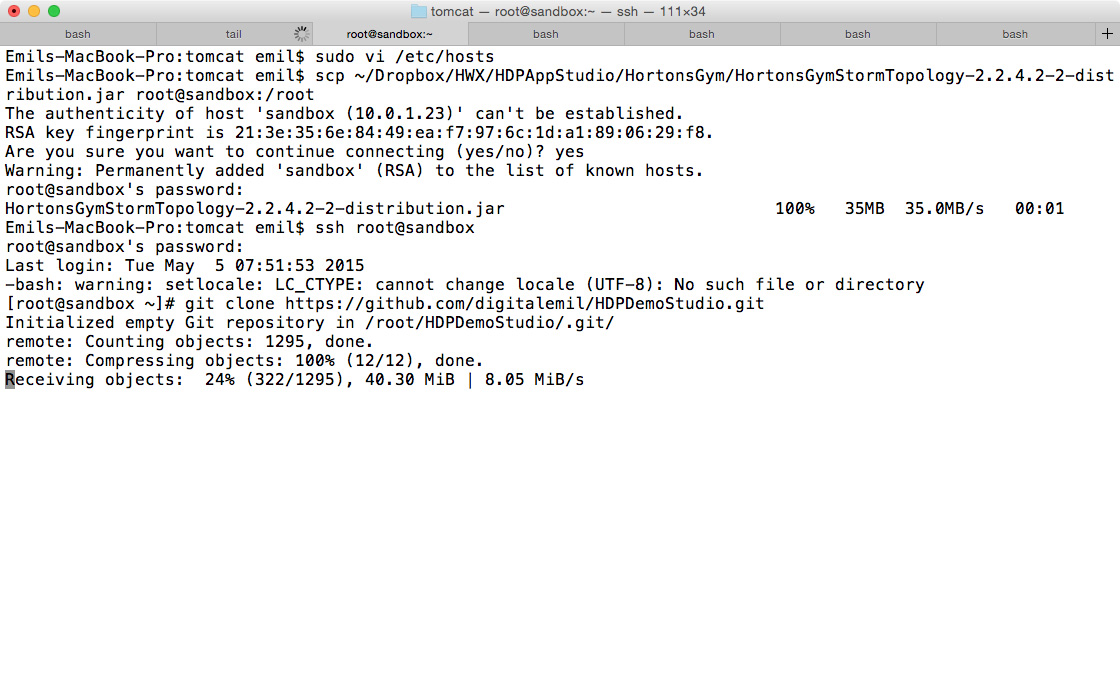 tomcat — root@sandbox:~ — ssh — 111×34
bash tail root@sandbox:~ bash bash bash bash +
Emils-MacBook-Pro:tomcat emil$ sudo vi /etc/hosts
Emils-MacBook-Pro:tomcat emil$ scp ~/Dropbox/HWX/HDPAppStudio/HortonsGym/HortonsGymStormTopology-2.2.4.2-2-dist
ribution.jar root@sandbox:/root
The authenticity of host 'sandbox (10.0.1.23)' can't be established.
RSA key fingerprint is 21:3e:35:6e:84:49:ea:f7:97:6c:1d:a1:89:06:29:f8.
Are you sure you want to continue connecting (yes/no)? yes
Warning: Permanently added 'sandbox' (RSA) to the list of known hosts.
root@sandbox's password:
HortonsGymStormTopology-2.2.4.2-2-distribution.jar 100% 35MB 35.0MB/s 00:01
Emils-MacBook-Pro:tomcat emil$ ssh root@sandbox
root@sandbox's password:
Last login: Tue May  5 07:51:53 2015
-bash: warning: setlocale: LC_CTYPE: cannot change locale (UTF-8): No such file or directory
[root@sandbox ~]# git clone https://github.com/digitalemil/HDPDemoStudio.git
Initialized empty Git repository in /root/HDPDemoStudio/.git/
remote: Counting objects: 1295, done.
remote: Compressing objects: 100% (12/12), done.
Receiving objects:  24% (322/1295), 40.30 MiB | 8.05 MiB/s